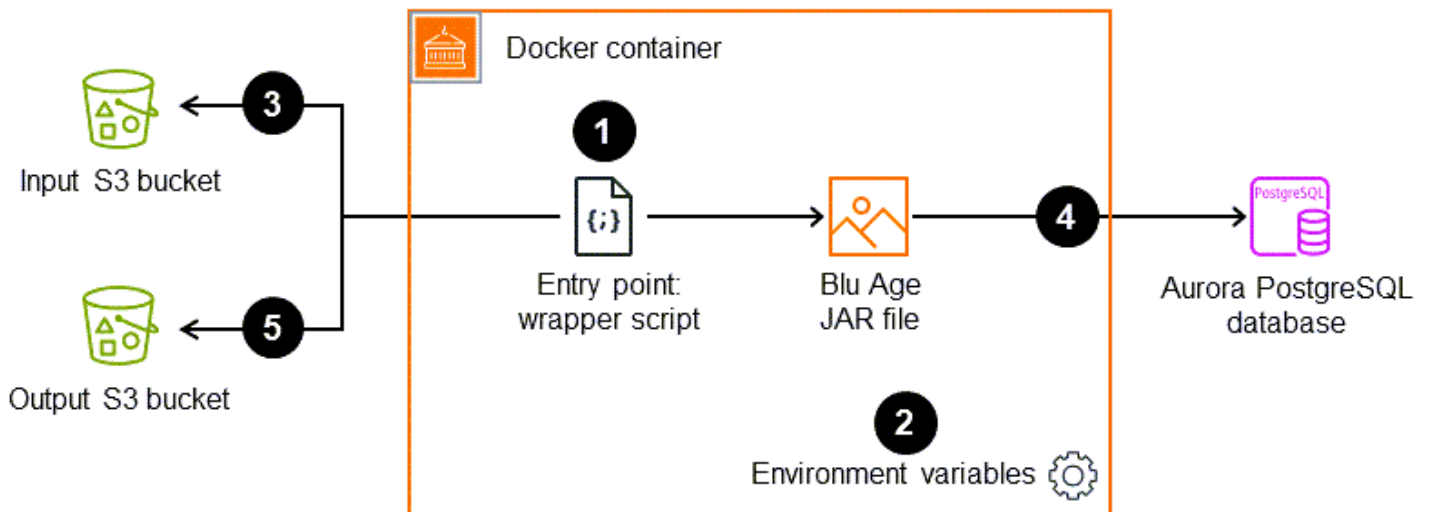 Docker container
3
1
Input S3 bucket
{;}
PostgreSQL
4
Entry point:
wrapper script
Blu Age
JAR file
Aurora PostgreSQL
database
5
Output S3 bucket
2
Environment variables